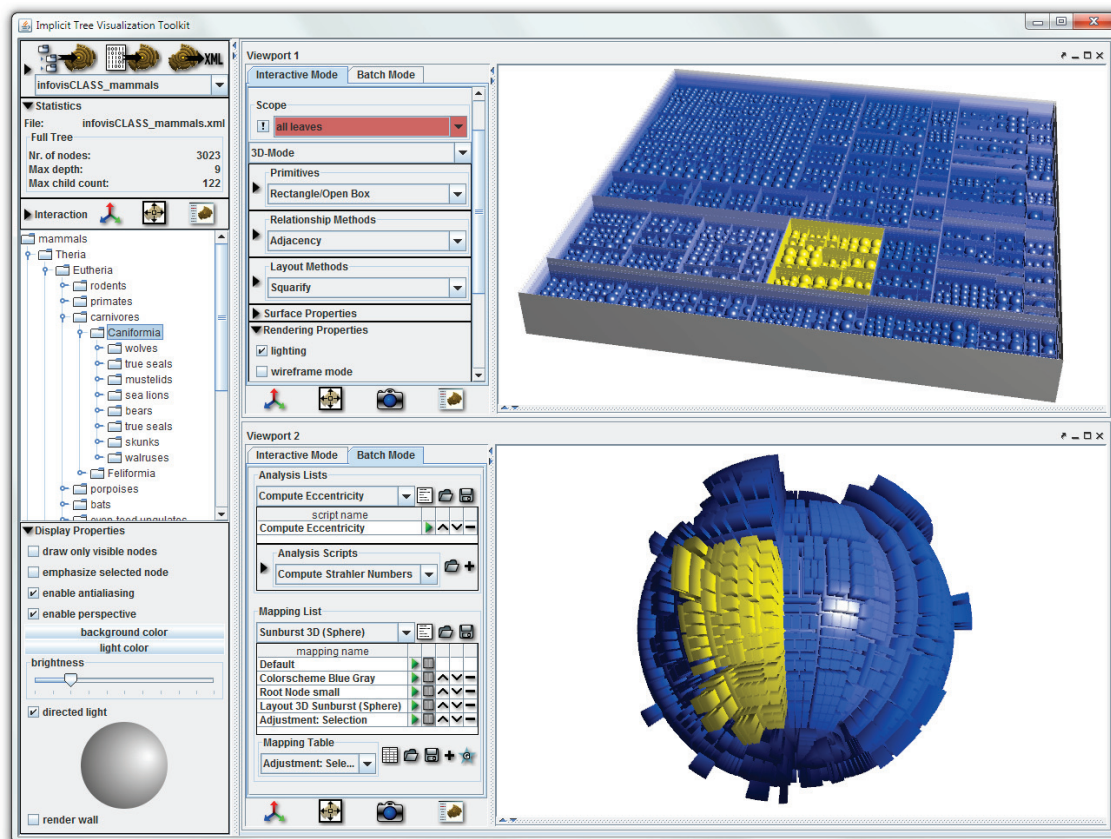 Implicit Tree Visualization Toolkit
XML
infovisCLASS_mammals
Statistics
File: infovisCLASS_mammals.xml
Full Tree
Nr. of nodes: 3023
Max depth: 9
Max child count: 122
Interaction
mammals
Theria
Eutheria
rodents
primates
carnivores
Caniformia
wolves
true seals
mustelids
sea lions
bears
true seals
skunks
walruses
Feliformia
porpoises
bats
even-toed ungulates
Display Properties
draw only visible nodes
emphasize selected node
enable antialiasing
enable perspective
background color
light color
brightness
directed light
render wall
Viewport 1
Interactive Mode Batch Mode
Scope
! all leaves
3D-Mode
Primitives
Rectangle/Open Box
Relationship Methods
Adjacency
Layout Methods
Squarify
Surface Properties
Rendering Properties
lighting
wireframe mode
Viewport 2
Interactive Mode Batch Mode
Analysis Lists
Compute Eccentricity
script name
Compute Eccentricity
Analysis Scripts
Compute Strahler Numbers
Mapping List
Sunburst 3D (Sphere)
mapping name
Default
Colorscheme Blue Gray
Root Node small
Layout 3D Sunburst (Sphere)
Adjustment: Selection
Mapping Table
Adjustment: Sele...